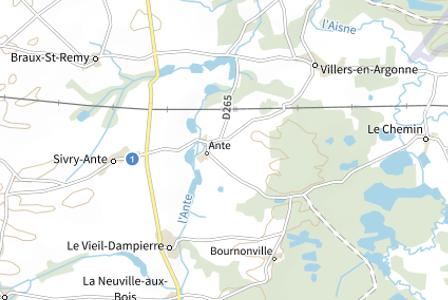 l'Aisne
Braux-St-Remy
Villers-en-Argonne
D265
Le Chemin
Ante
Sivry-Ante
1
l'Ante
Le Vieil-Dampierre
Bournonville
La Neuville-aux-
Bois